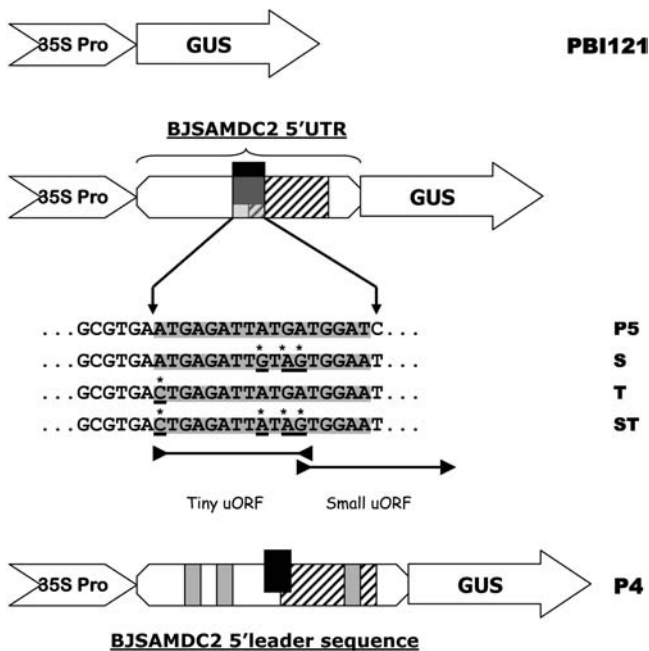 35S Pro GUS PBI121
BJSAMDC2 5'UTR
35S Pro GUS
...GCGTGAATGAGATTATGATGGATC... P5
* * *
...GCGTGAATGAGATTGTAGTGGAAT... S
*
...GCGTGACTGAGATTATGATGGAAT... T
* * * *
...GCGTGACTGAGATTATAGTGGAAT... ST
Tiny uORF Small uORF
35S Pro GUS P4
BJSAMDC2 5'leader sequence